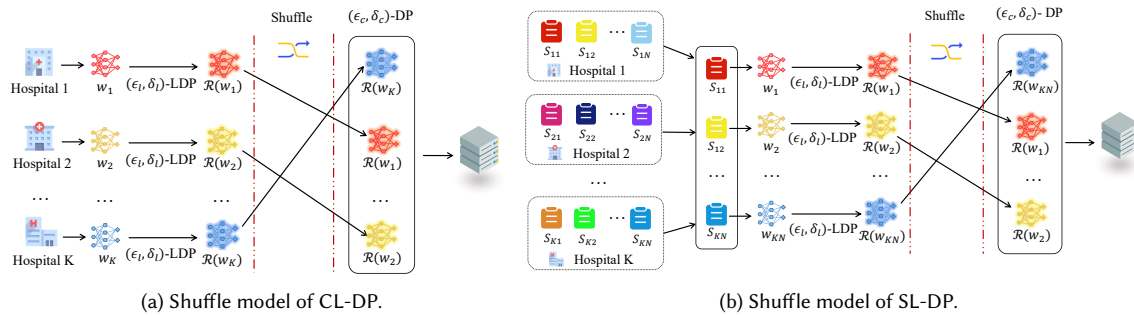 Shuffle
(ϵ_c, δ_c)-DP
Hospital 1
w_1
(ϵ_l, δ_l)-LDP
R(w_1)
R(w_K)
Hospital 2
w_2
(ϵ_l, δ_l)-LDP
R(w_2)
R(w_1)
...
...
...
...
Hospital K
w_K
(ϵ_l, δ_l)-LDP
R(w_K)
R(w_2)
(a) Shuffle model of CL-DP.
Shuffle
(ϵ_c, δ_c)- DP
S_11 S_12 ... S_1N
Hospital 1
S_21 S_22 ... S_2N
Hospital 2
...
S_K1 S_K2 ... S_KN
Hospital K
S_11
w_1
(ϵ_l, δ_l)-LDP
R(w_1)
R(w_KN)
S_12
w_2
(ϵ_l, δ_l)-LDP
R(w_2)
R(w_1)
...
...
...
...
S_KN
w_KN
(ϵ_l, δ_l)-LDP
R(w_KN)
R(w_2)
(b) Shuffle model of SL-DP.